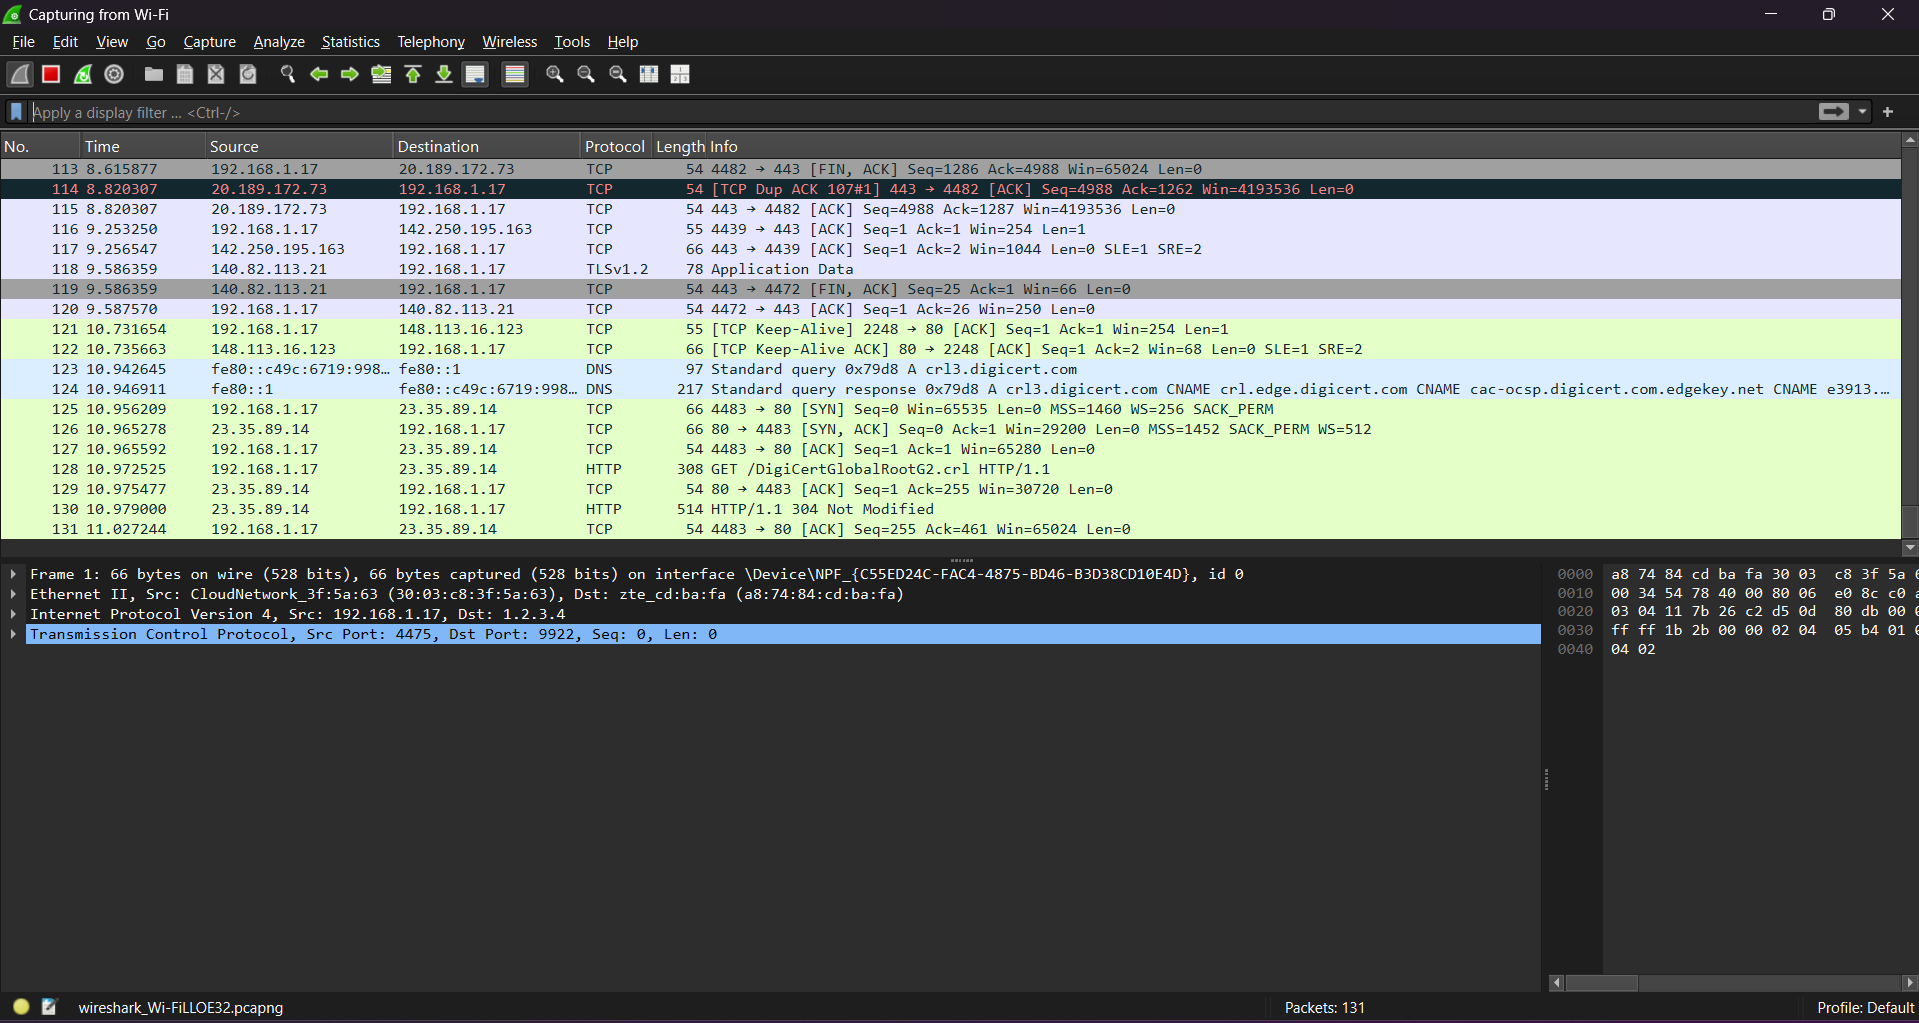 Capturing from Wi-Fi
File Edit View Go Capture Analyze Statistics Telephony Wireless Tools Help
Apply a display filter ... <Ctrl-/>
No. Time Source Destination Protocol Length Info
113 8.615877 192.168.1.17 20.189.172.73 TCP 54 4482 → 443 [FIN, ACK] Seq=1286 Ack=4988 Win=65024 Len=0
114 8.820307 20.189.172.73 192.168.1.17 TCP 54 [TCP Dup ACK 107#1] 443 → 4482 [ACK] Seq=4988 Ack=1262 Win=4193536 Len=0
115 8.820307 20.189.172.73 192.168.1.17 TCP 54 443 → 4482 [ACK] Seq=4988 Ack=1287 Win=4193536 Len=0
116 9.253250 192.168.1.17 142.250.195.163 TCP 55 4439 → 443 [ACK] Seq=1 Ack=1 Win=254 Len=1
117 9.256547 142.250.195.163 192.168.1.17 TCP 66 443 → 4439 [ACK] Seq=1 Ack=2 Win=1044 Len=0 SLE=1 SRE=2
118 9.586359 140.82.113.21 192.168.1.17 TLSv1.2 78 Application Data
119 9.586359 140.82.113.21 192.168.1.17 TCP 54 443 → 4472 [FIN, ACK] Seq=25 Ack=1 Win=66 Len=0
120 9.587570 192.168.1.17 140.82.113.21 TCP 54 4472 → 443 [ACK] Seq=1 Ack=26 Win=250 Len=0
121 10.731654 192.168.1.17 148.113.16.123 TCP 55 [TCP Keep-Alive] 2248 → 80 [ACK] Seq=1 Ack=1 Win=254 Len=1
122 10.735663 148.113.16.123 192.168.1.17 TCP 66 [TCP Keep-Alive ACK] 80 → 2248 [ACK] Seq=1 Ack=2 Win=68 Len=0 SLE=1 SRE=2
123 10.942645 fe80::c49c:6719:998… fe80::1 DNS 97 Standard query 0x79d8 A crl3.digicert.com
124 10.946911 fe80::1 fe80::c49c:6719:998… DNS 217 Standard query response 0x79d8 A crl3.digicert.com CNAME crl.edge.digicert.com CNAME cac-ocsp.digicert.com.edgekey.net CNAME e3913.…
125 10.956209 192.168.1.17 23.35.89.14 TCP 66 4483 → 80 [SYN] Seq=0 Win=65535 Len=0 MSS=1460 WS=256 SACK_PERM
126 10.965278 23.35.89.14 192.168.1.17 TCP 66 80 → 4483 [SYN, ACK] Seq=0 Ack=1 Win=29200 Len=0 MSS=1452 SACK_PERM WS=512
127 10.965592 192.168.1.17 23.35.89.14 TCP 54 4483 → 80 [ACK] Seq=1 Ack=1 Win=65280 Len=0
128 10.972525 192.168.1.17 23.35.89.14 HTTP 308 GET /DigiCertGlobalRootG2.crl HTTP/1.1
129 10.975477 23.35.89.14 192.168.1.17 TCP 54 80 → 4483 [ACK] Seq=1 Ack=255 Win=30720 Len=0
130 10.979000 23.35.89.14 192.168.1.17 HTTP 514 HTTP/1.1 304 Not Modified
131 11.027244 192.168.1.17 23.35.89.14 TCP 54 4483 → 80 [ACK] Seq=255 Ack=461 Win=65024 Len=0
Frame 1: 66 bytes on wire (528 bits), 66 bytes captured (528 bits) on interface \Device\NPF_{C55ED24C-FAC4-4875-BD46-B3D38CD10E4D}, id 0
Ethernet II, Src: CloudNetwork_3f:5a:63 (30:03:c8:3f:5a:63), Dst: zte_cd:ba:fa (a8:74:84:cd:ba:fa)
Internet Protocol Version 4, Src: 192.168.1.17, Dst: 1.2.3.4
Transmission Control Protocol, Src Port: 4475, Dst Port: 9922, Seq: 0, Len: 0
0000 a8 74 84 cd ba fa 30 03 c8 3f 5a
0010 00 34 54 78 40 00 80 06 e0 8c c0
0020 03 04 11 7b 26 c2 d5 0d 80 db 00
0030 ff ff 1b 2b 00 00 02 04 05 b4 01
0040 04 02
wireshark_Wi-FiLLOE32.pcapng
Packets: 131
Profile: Default